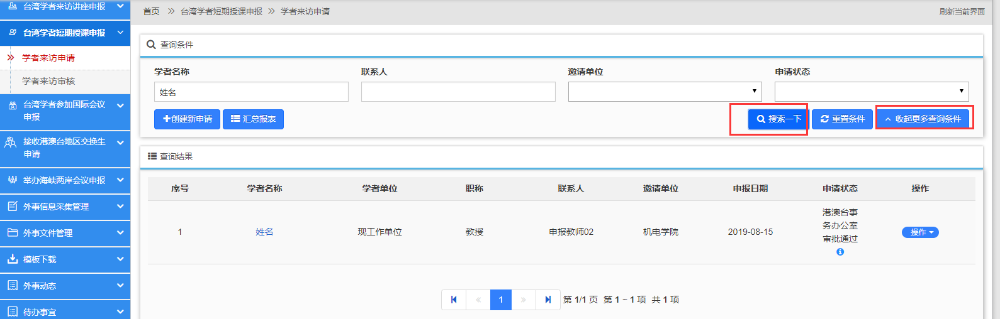 台湾学者来访讲座申报
台湾学者短期授课申报
学者来访申请
学者来访审核
台湾学者参加国际会议
申报
接收港澳台地区交换生
申请
举办海峡两岸会议申报
外事信息采集管理
外事文件管理
模板下载
外事动态
待办事宜
首页 台湾学者短期授课申报 学者来访申请
刷新当前界面
查询条件
学者名称 联系人 邀请单位 申请状态
姓名
创建新申请 汇总报表 搜索一下 重置条件 收起更多查询条件
查询结果
序号 学者名称 学者单位 职称 联系人 邀请单位 申报日期 申请状态 操作
1 姓名 现工作单位 教授 申报教师02 机电学院 2019-08-15 港澳台事
务办公室
审批通过
操作
1 第 1/1 页 第 1 ~ 1 项 共 1 项